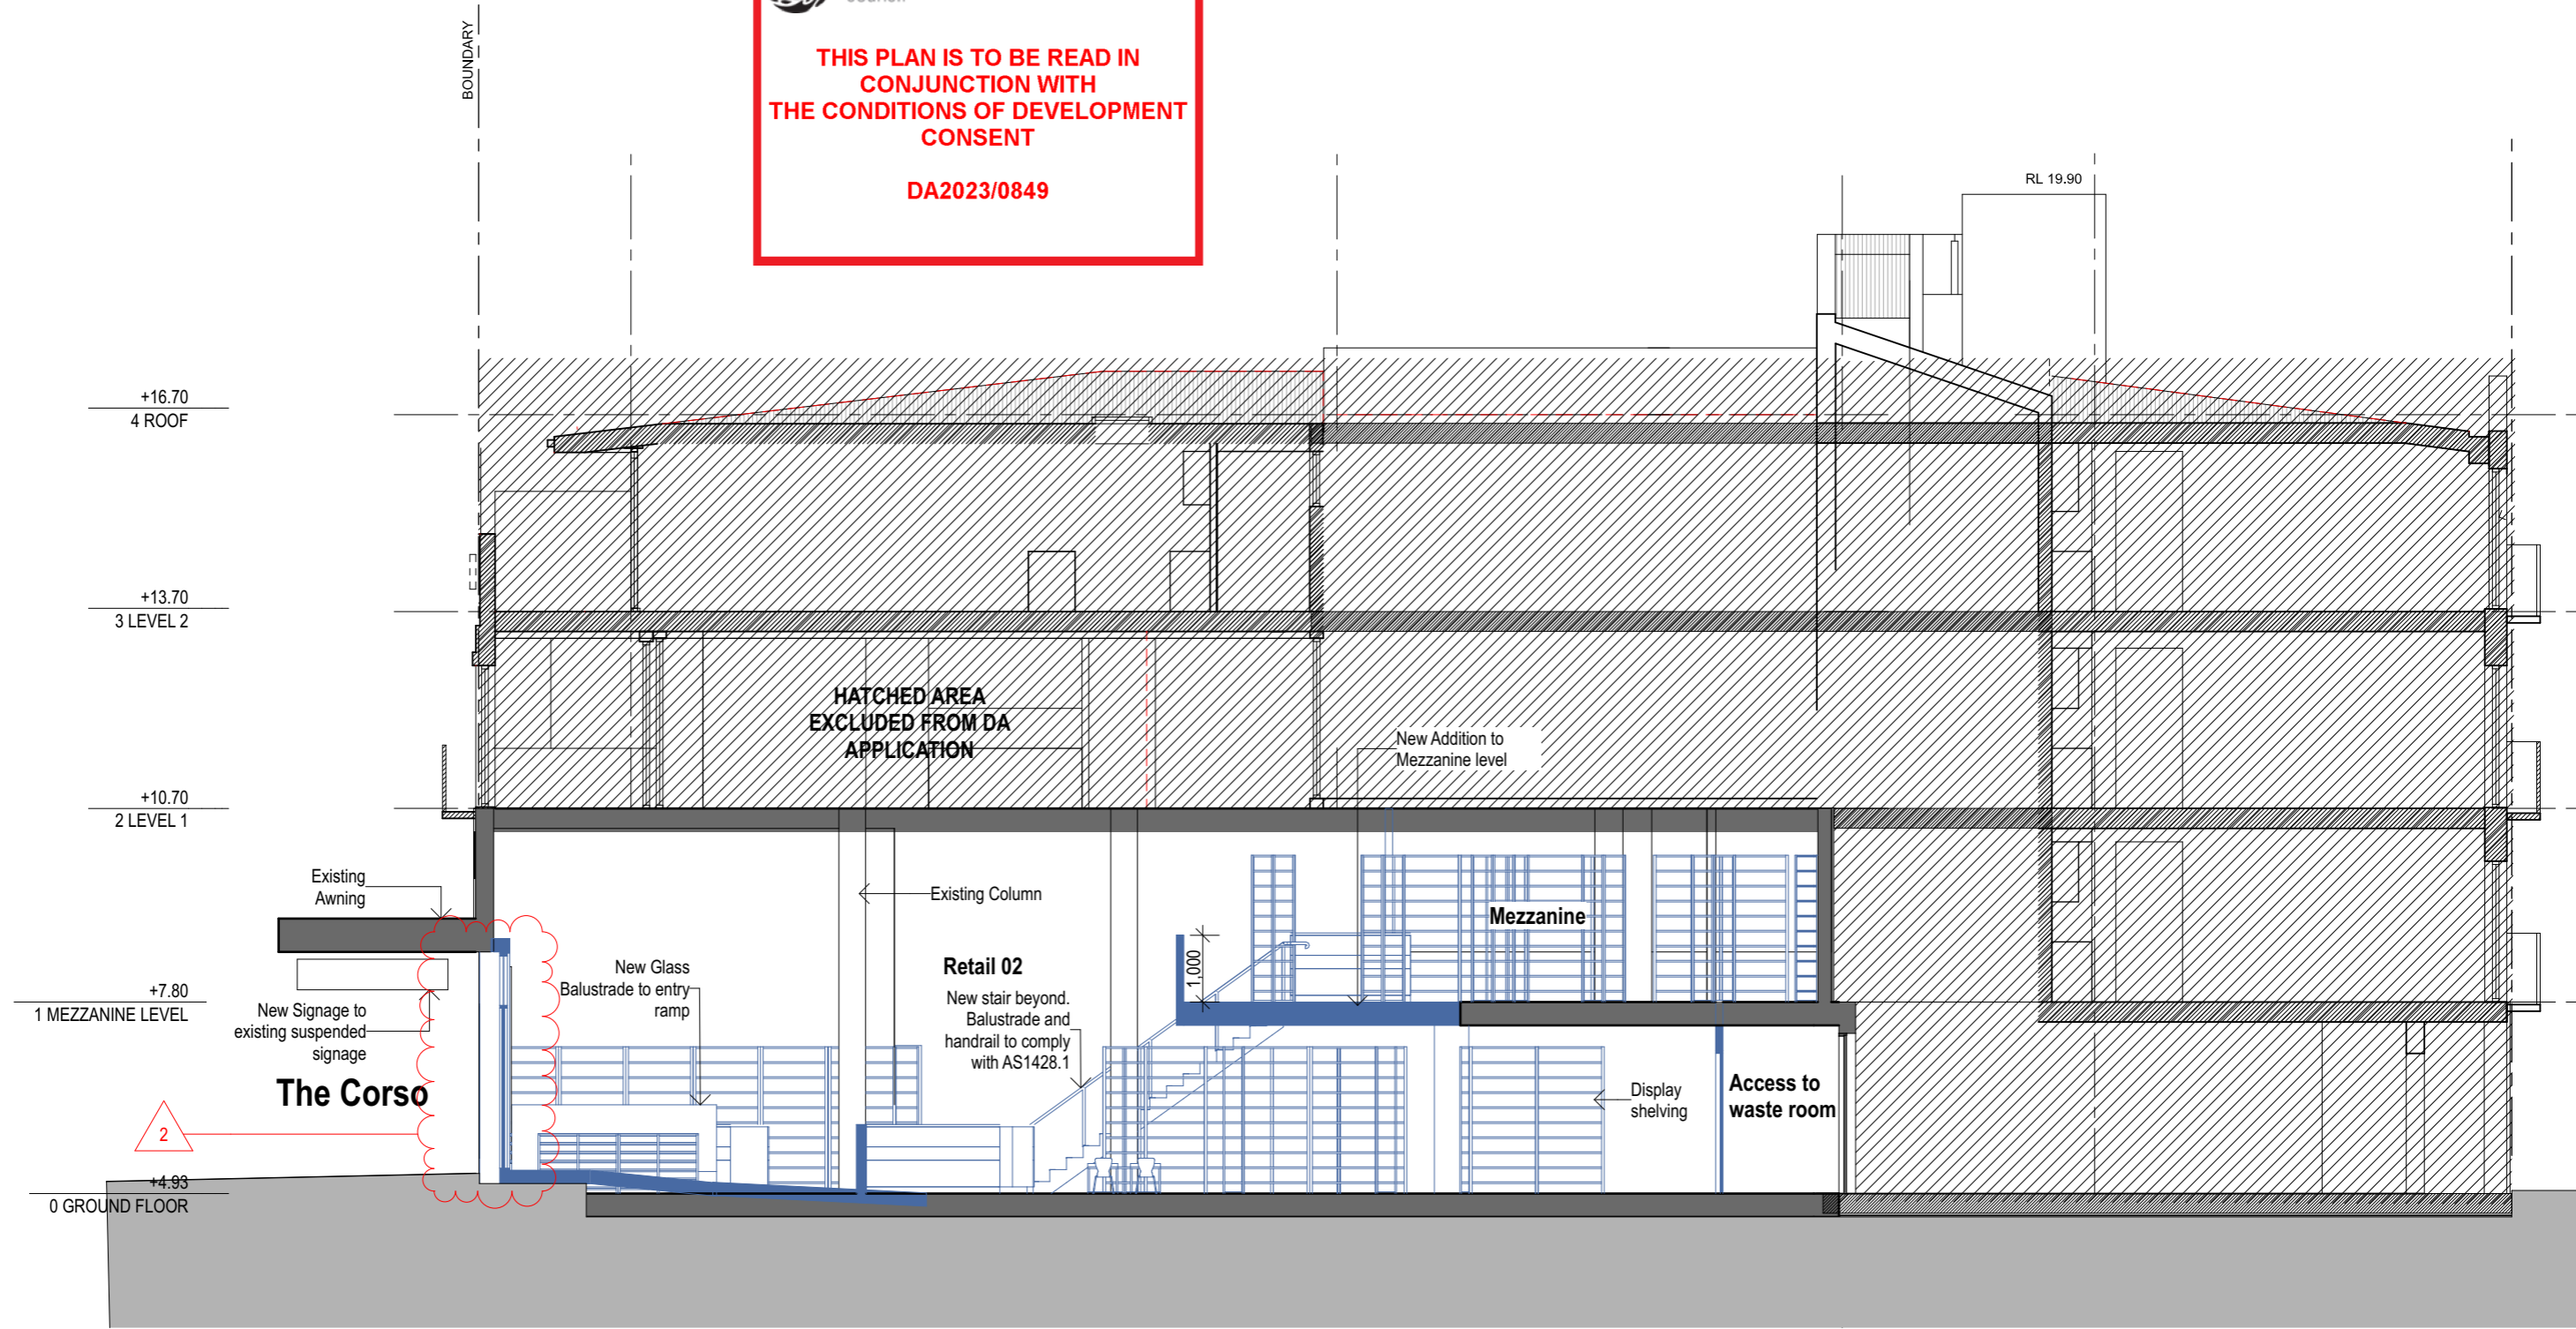 THIS PLAN IS TO BE READ IN
CONJUNCTION WITH
THE CONDITIONS OF DEVELOPMENT
CONSENT
DA2023/0849
BOUNDARY
RL 19.90
+16.70
4 ROOF
+13.70
3 LEVEL 2
HATCHED AREA
EXCLUDED FROM DA
APPLICATION
New Addition to
Mezzanine level
+10.70
2 LEVEL 1
Existing
Awning
Existing Column
Mezzanine
1,000
Retail 02
New Glass
Balustrade to entry
ramp
+7.80
1 MEZZANINE LEVEL
New Signage to
existing suspended
signage
New stair beyond.
Balustrade and
handrail to comply
with AS1428.1
The Corso
2
Display
shelving
Access to
waste room
+4.93
0 GROUND FLOOR